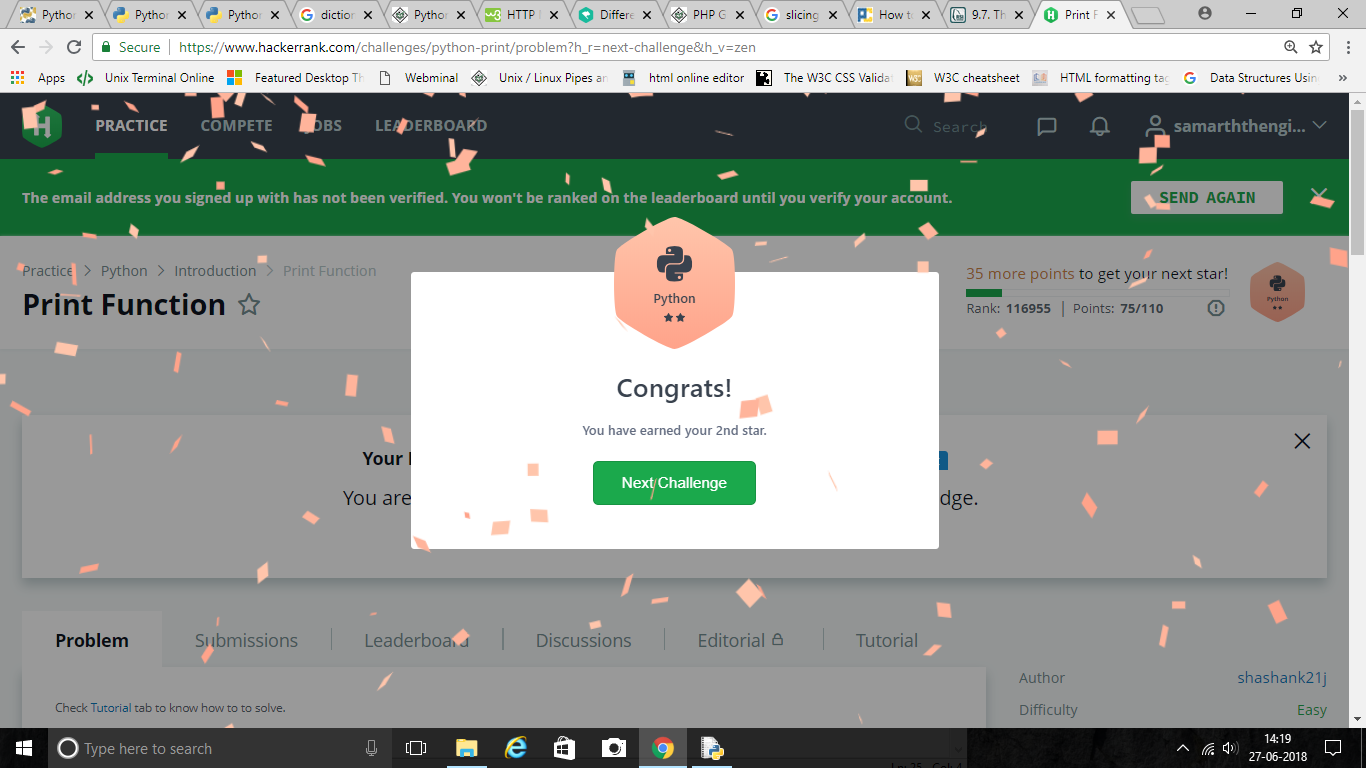 Python
Python
Python
diction
Python
HTTP
Differe
PHP G
slicing
How to
9.7. Th
Print F
Secure https://www.hackerrank.com/challenges/python-print/problem?h_r=next-challenge&h_v=zen
Apps Unix Terminal Online Featured Desktop Th Webminal Unix / Linux Pipes an html online editor The W3C CSS Valida W3C cheatsheet HTML formatting tag Data Structures Usin »
H PRACTICE COMPETE JOBS LEADERBOARD Search samarththengi...
The email address you signed up with has not been verified. You won't be ranked on the leaderboard until you verify your account. SEND AGAIN
Practice > Python > Introduction > Print Function
Print Function
35 more points to get your next star!
Rank: 116955 | Points: 75/110
Python
Python
Congrats!
You have earned your 2nd star.
Next Challenge
Your
You are
dge.
Problem Submissions Leaderboard Discussions Editorial Tutorial
Check Tutorial tab to know how to to solve.
Author shashank21j
Difficulty Easy
Type here to search
14:19
27-06-2018